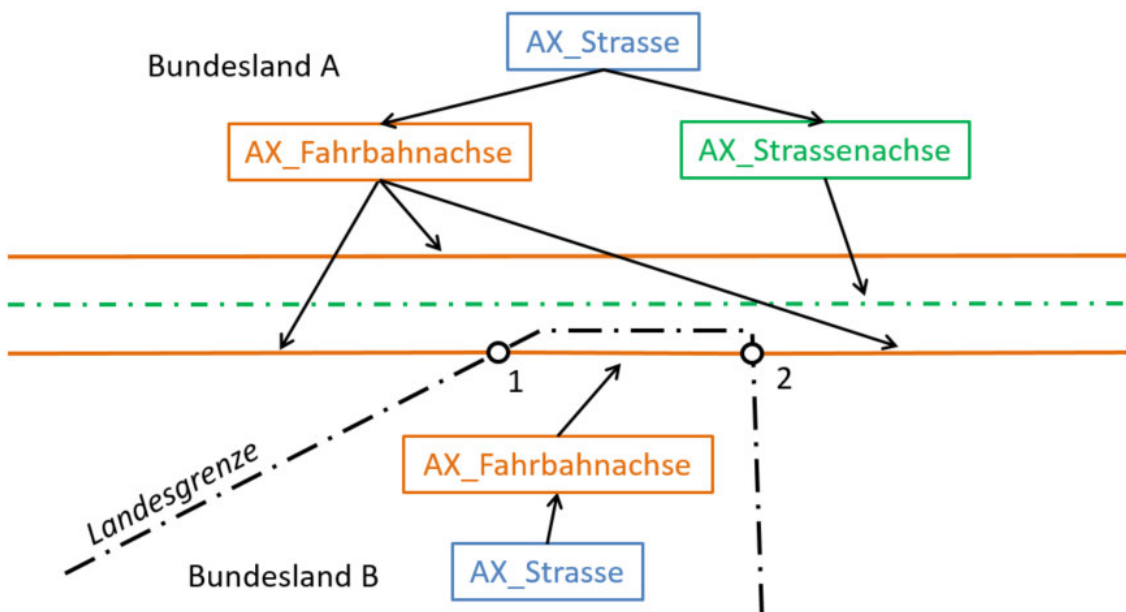 AX_Strasse
Bundesland A
AX_Fahrbahnachse
AX_Strassenachse
1
2
AX_Fahrbahnachse
Landesgrenze
Bundesland B
AX_Strasse